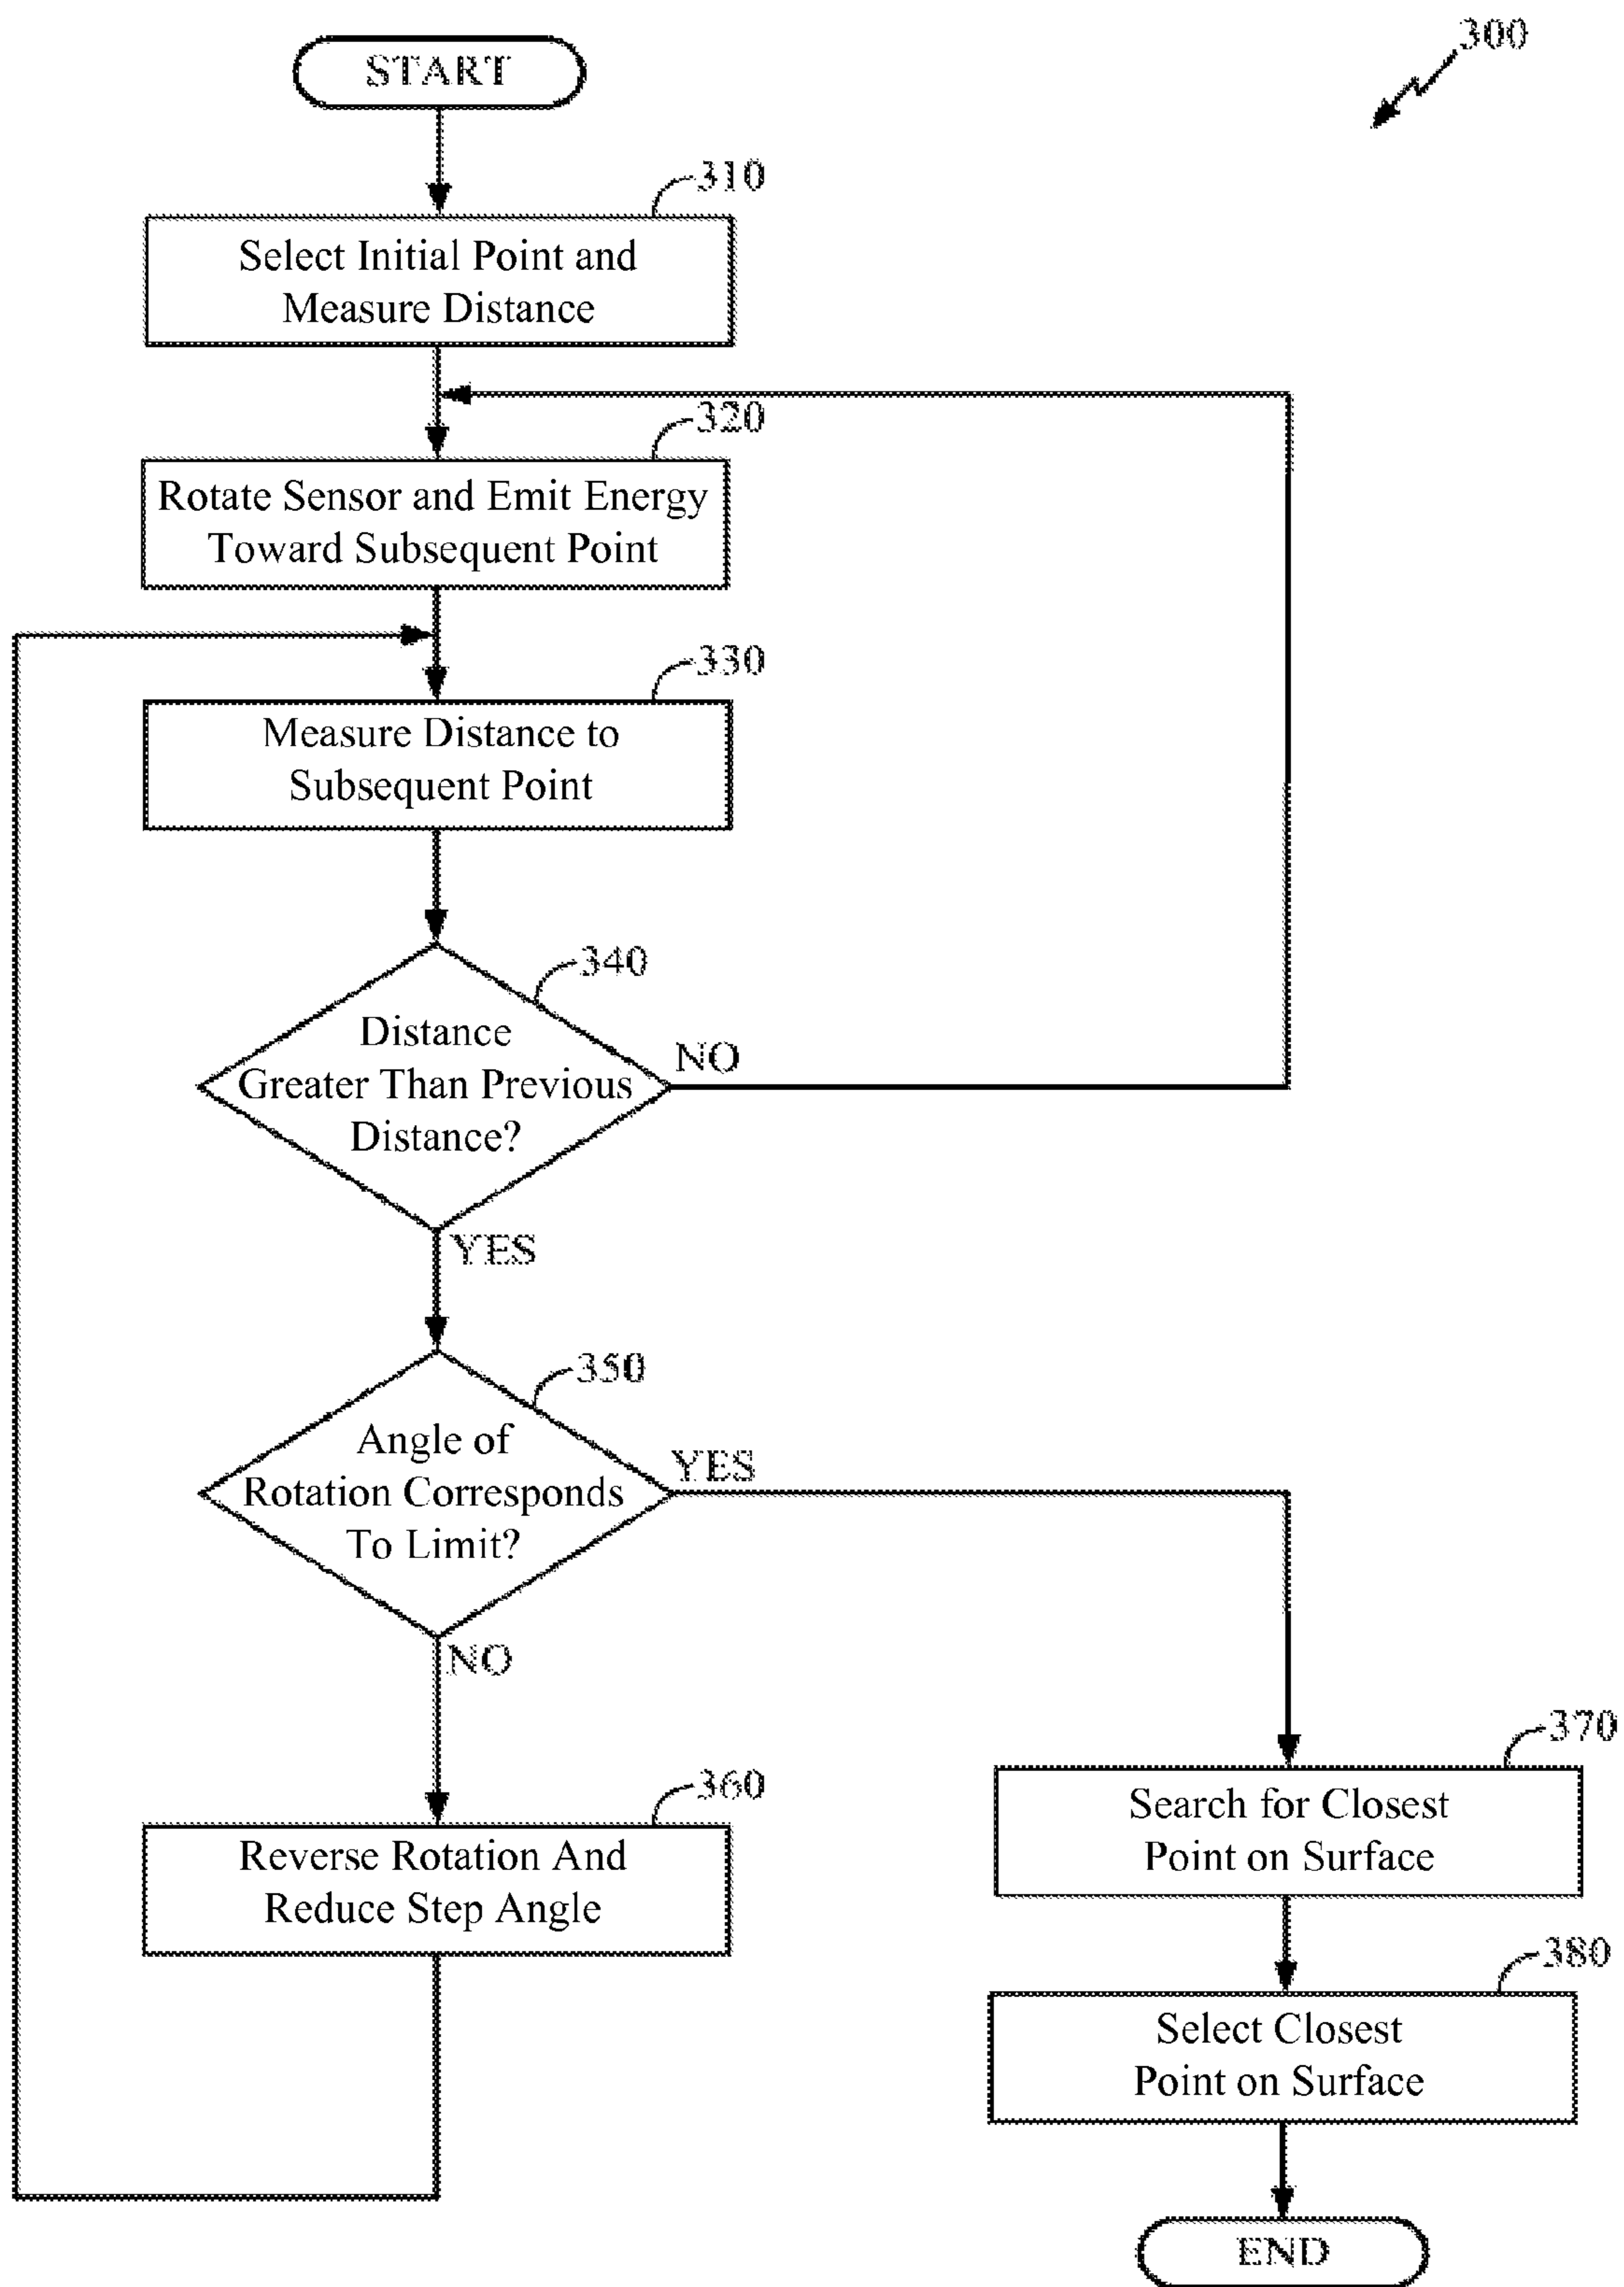 300
START
310
Select Initial Point and
Measure Distance
320
Rotate Sensor and Emit Energy
Toward Subsequent Point
330
Measure Distance to
Subsequent Point
340
Distance
Greater Than Previous
Distance?
NO
YES
350
Angle of
Rotation Corresponds
To Limit?
YES
NO
360
Reverse Rotation And
Reduce Step Angle
370
Search for Closest
Point on Surface
380
Select Closest
Point on Surface
END